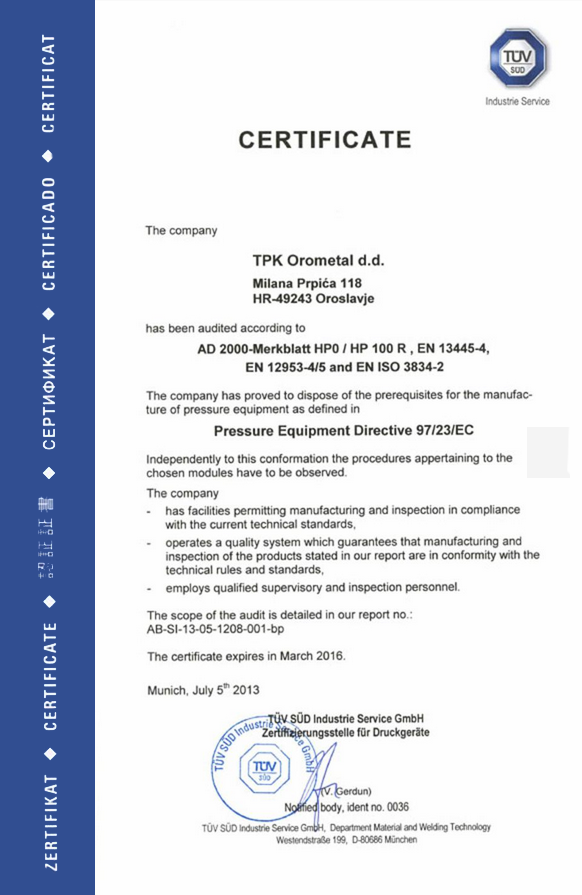 ZERTIFIKAT ◆ CERTIFICATE ◆ 認 証 証 書 ◆ СЕРТИФИКАТ ◆ CERTIFICADO ◆ CERTIFICAT
TÜV
SÜD
Industrie Service
CERTIFICATE
The company
TPK Orometal d.d.
Milana Prpića 118
HR-49243 Oroslavje
has been audited according to
AD 2000-Merkblatt HP0 / HP 100 R , EN 13445-4,
EN 12953-4/5 and EN ISO 3834-2
The company has proved to dispose of the prerequisites for the manufac-
ture of pressure equipment as defined in
Pressure Equipment Directive 97/23/EC
Independently to this conformation the procedures appertaining to the
chosen modules have to be observed.
The company
- has facilities permitting manufacturing and inspection in compliance
with the current technical standards,
- operates a quality system which guarantees that manufacturing and
inspection of the products stated in our report are in conformity with the
technical rules and standards,
- employs qualified supervisory and inspection personnel.
The scope of the audit is detailed in our report no.:
AB-SI-13-05-1208-001-bp
The certificate expires in March 2016.
Munich, July 5th 2013
TÜV SÜD Industrie Service GmbH
Zertifizierungsstelle für Druckgeräte
TÜV SÜD Industrie Service GmbH
TÜV
SÜD
(V. Gerdun)
Notified body, ident no. 0036
TÜV SÜD Industrie Service GmbH, Department Material and Welding Technology
Westendstraße 199, D-80686 München